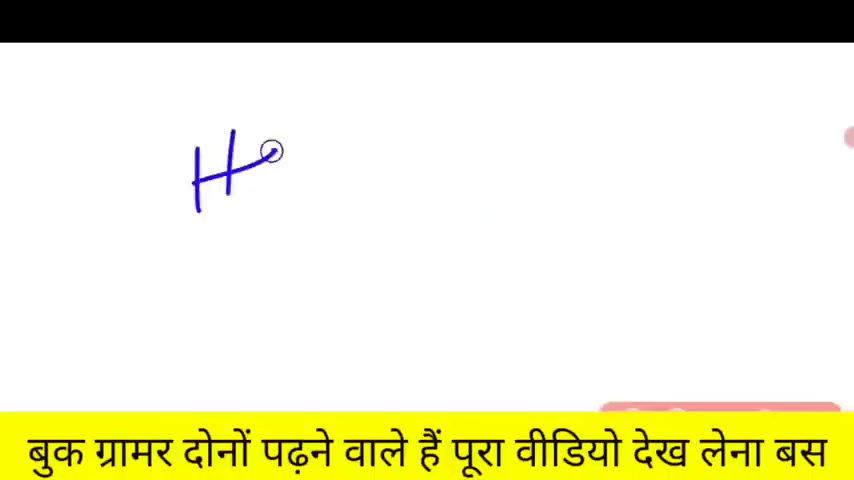 H
बुक ग्रामर दोनों पढ़ने वाले हैं पूरा वीडियो देख लेना बस